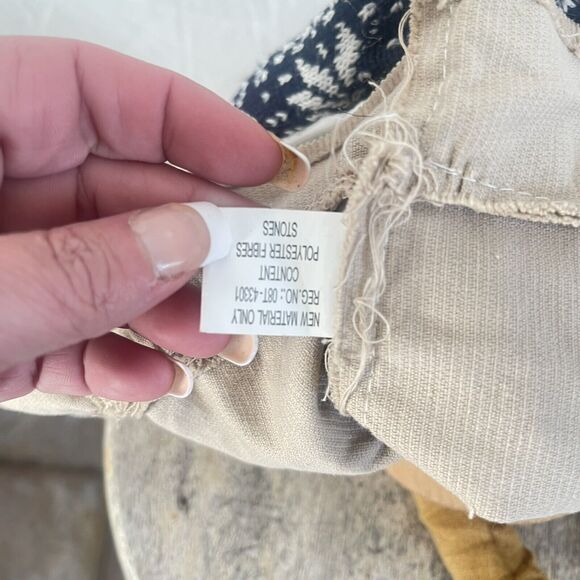 NEW MATERIAL ONLY
REG.NO.: 08T-43301
CONTENT
POLYESTER FIBRES
STONES